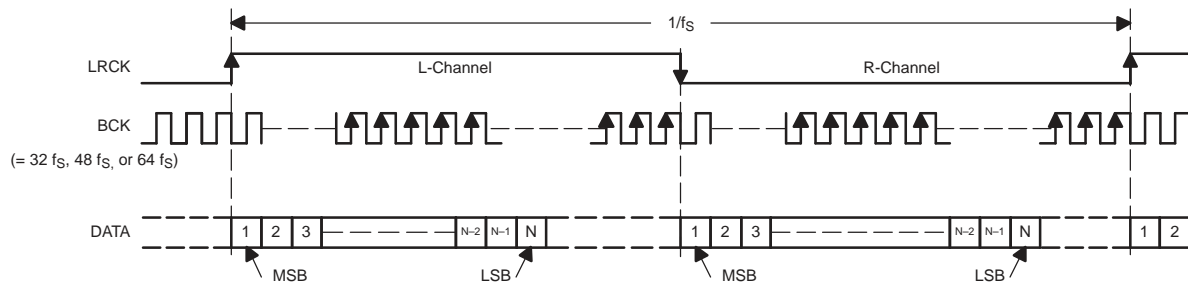 1/fS
LRCK
L-Channel
R-Channel
BCK
(= 32 fS, 48 fS, or 64 fS)
DATA
1 2 3 N–2 N–1 N 1 2 3 N–2 N–1 N 1 2
MSB LSB MSB LSB